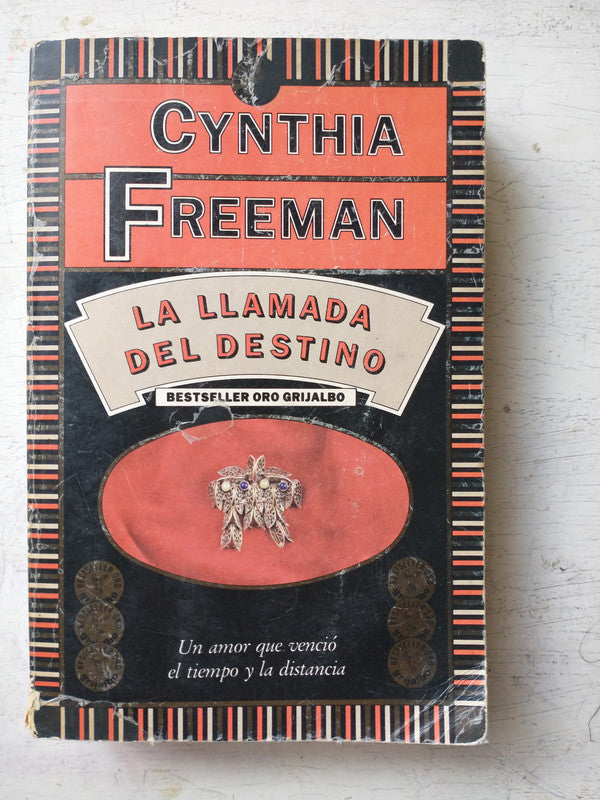 CYNTHIA
FREEMAN
LA LLAMADA
DEL DESTINO
BESTSELLER ORO GRIJALBO
Un amor que venció
el tiempo y la distancia